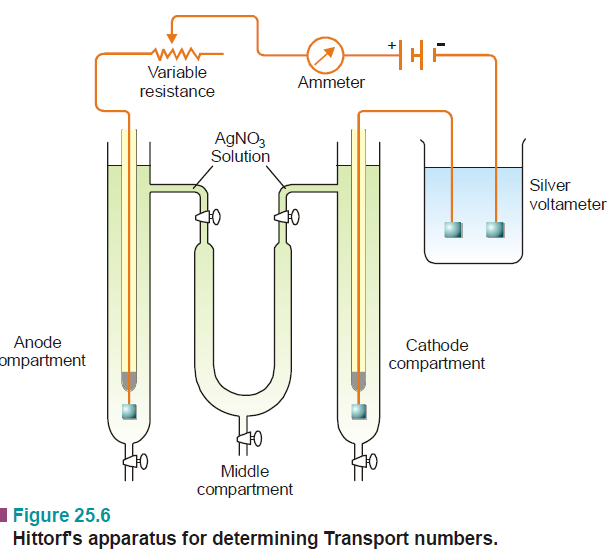 +
-
Variable
resistance
Ammeter
AgNO3
Solution
Silver
voltameter
Anode
ompartment
Cathode
compartment
Middle
compartment
Figure 25.6
Hittorf's apparatus for determining Transport numbers.